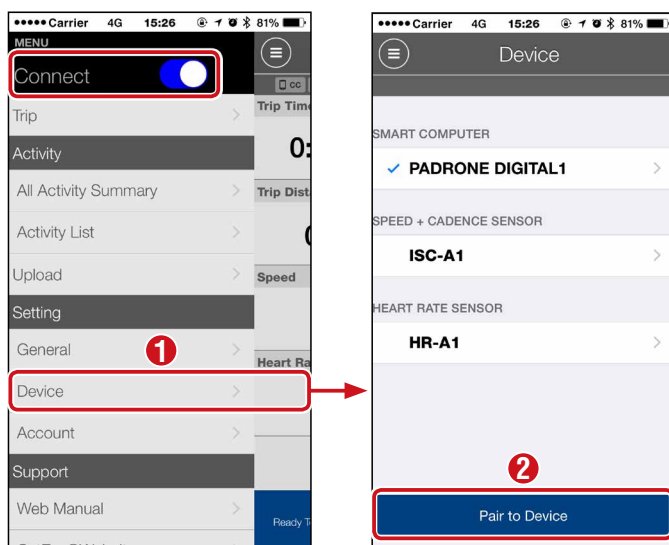 Carrier 4G 15:26 81%
MENU
Connect
Trip
Activity
All Activity Summary
Activity List
Upload
Setting
General
1
Device
Account
Support
Web Manual
CC
Trip Time
0:
Trip Dist
Speed
Heart Ra
Ready T
Carrier 4G 15:26 81%
Device
SMART COMPUTER
PADRONE DIGITAL1
SPEED + CADENCE SENSOR
ISC-A1
HEART RATE SENSOR
HR-A1
2
Pair to Device